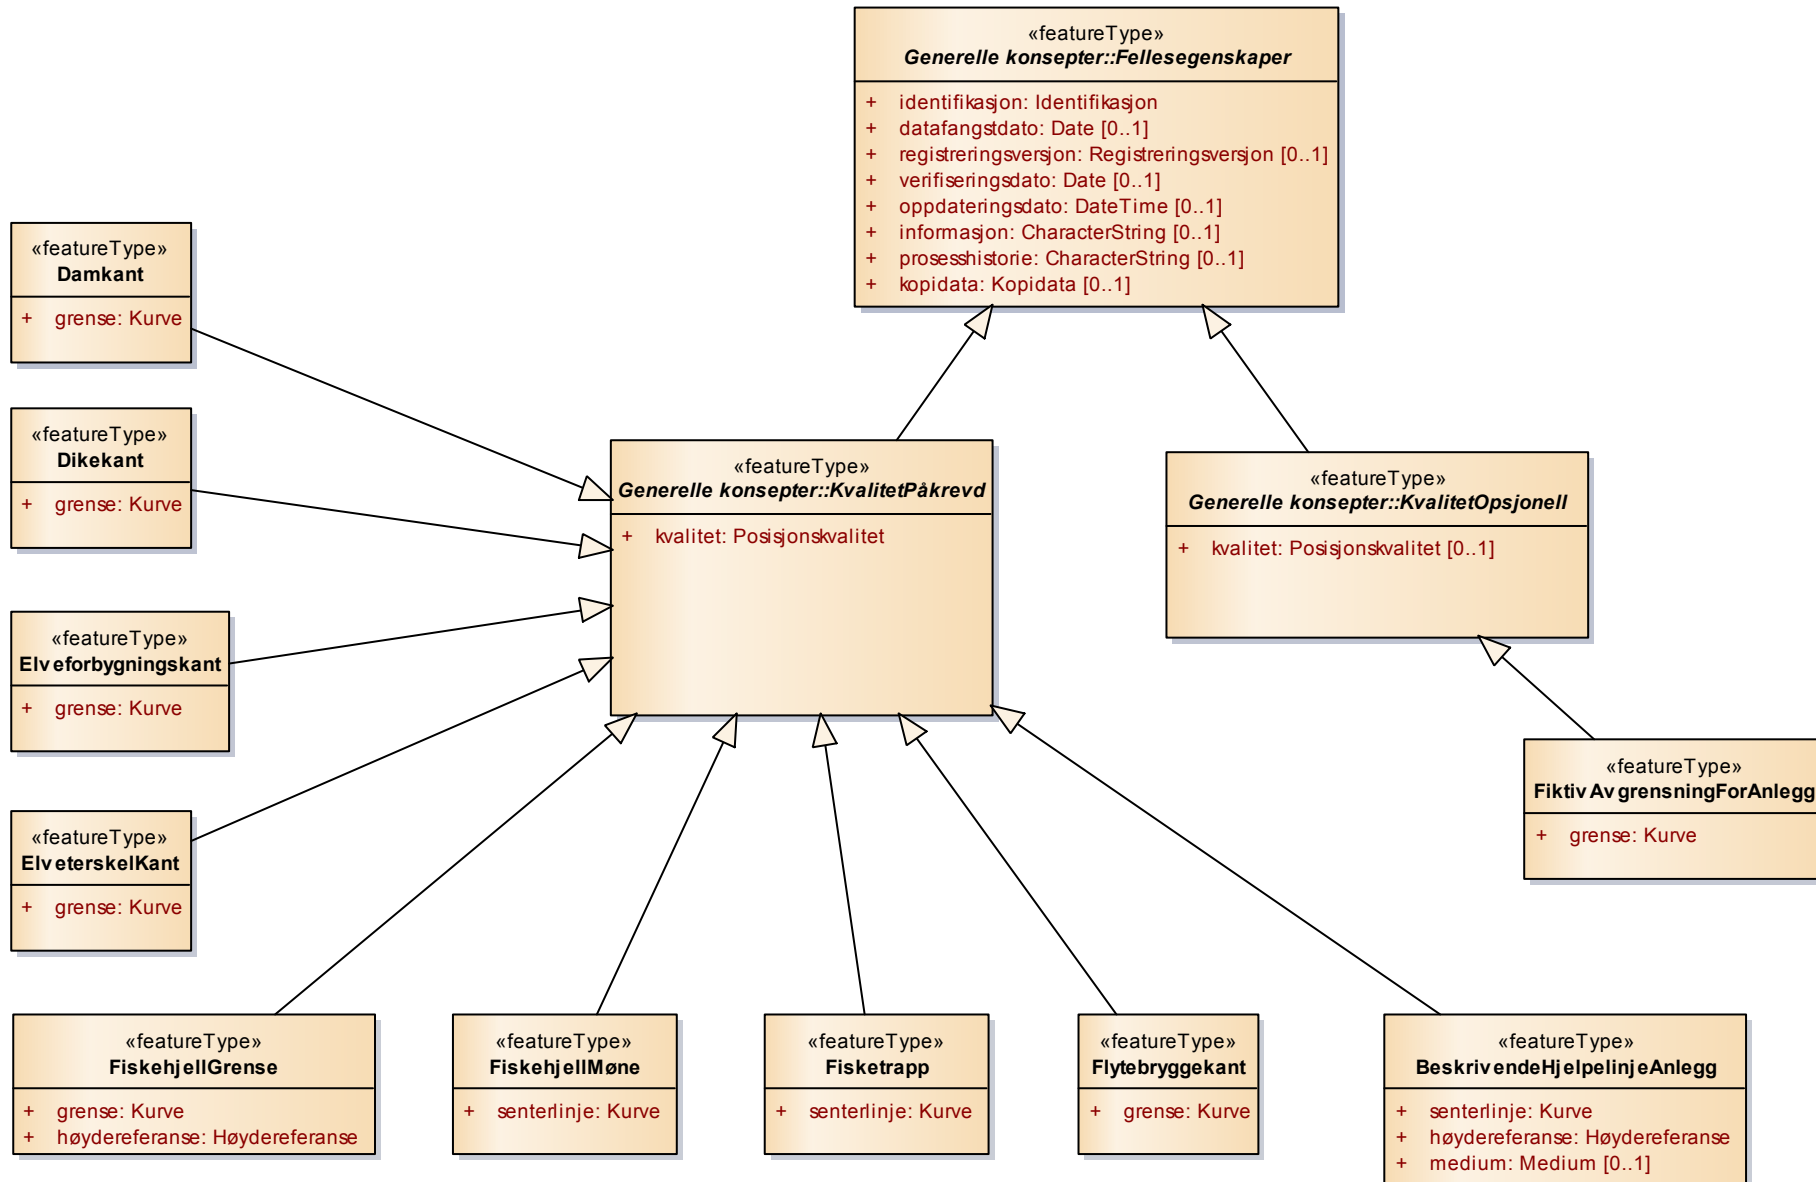 «featureType»
Generelle konsepter::Fellesegenskaper
+ identifikasjon: Identifikasjon
+ datafangstdato: Date [0..1]
+ registreringsversjon: Registreringsversjon [0..1]
+ verifiseringsdato: Date [0..1]
+ oppdateringsdato: DateTime [0..1]
+ informasjon: CharacterString [0..1]
+ prosesshistorie: CharacterString [0..1]
+ kopidata: Kopidata [0..1]
«featureType»
Damkant
+ grense: Kurve
«featureType»
Dikekant
+ grense: Kurve
«featureType»
Generelle konsepter::KvalitetPåkrevd
+ kvalitet: Posisjonskvalitet
«featureType»
Generelle konsepter::KvalitetOpsjonell
+ kvalitet: Posisjonskvalitet [0..1]
«featureType»
Elveforbygningskant
+ grense: Kurve
«featureType»
FiktivAvgrensningForAnlegg
+ grense: Kurve
«featureType»
ElveterskelKant
+ grense: Kurve
«featureType»
FiskehjellGrense
+ grense: Kurve
+ høydereferanse: Høydereferanse
«featureType»
FiskehjellMøne
+ senterlinje: Kurve
«featureType»
Fisketrapp
+ senterlinje: Kurve
«featureType»
Flytebryggekant
+ grense: Kurve
«featureType»
BeskrivendeHjelpelinjeAnlegg
+ senterlinje: Kurve
+ høydereferanse: Høydereferanse
+ medium: Medium [0..1]